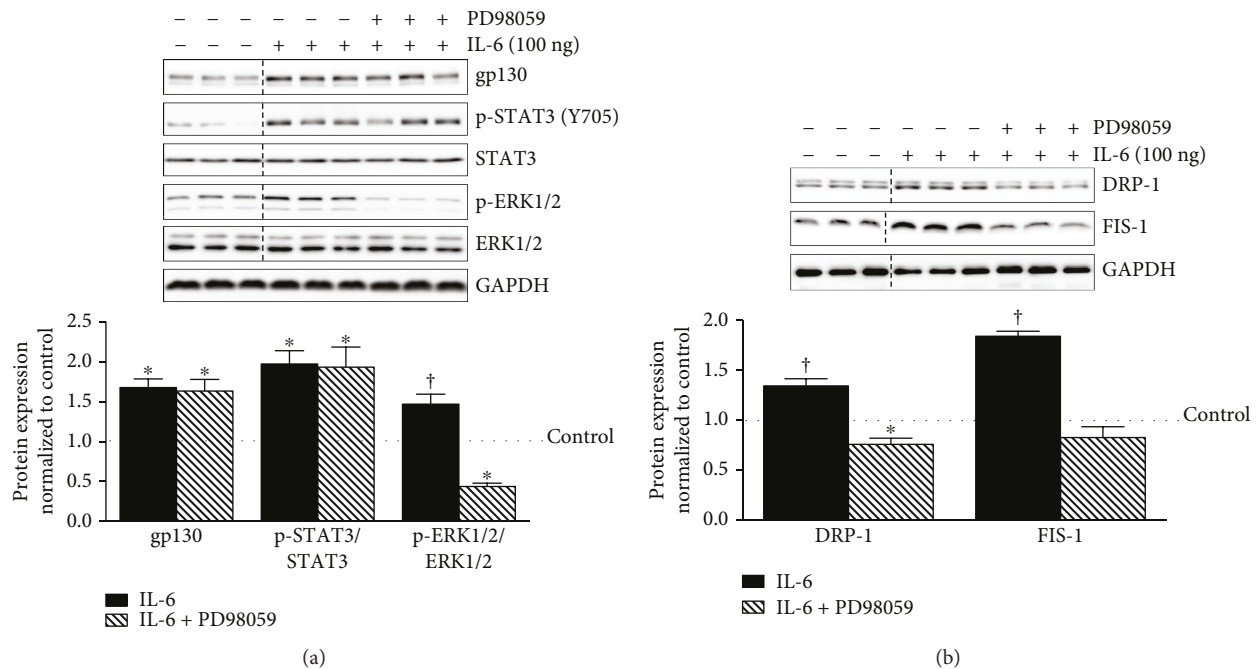 − − − − − − + + + PD98059
− − − + + + + + + IL-6 (100 ng)
gp130
p-STAT3 (Y705)
STAT3
p-ERK1/2
ERK1/2
GAPDH
Protein expression
normalized to control
2.5
2.0
1.5
1.0
0.5
0.0
* * * * † *
Control
gp130
p-STAT3/
STAT3
p-ERK1/2/
ERK1/2
IL-6
IL-6 + PD98059
(a)
− − − − − − + + + PD98059
− − − + + + + + + IL-6 (100 ng)
DRP-1
FIS-1
GAPDH
Protein expression
normalized to control
2.0
1.5
1.0
0.5
0.0
† * †
Control
DRP-1
FIS-1
IL-6
IL-6 + PD98059
(b)